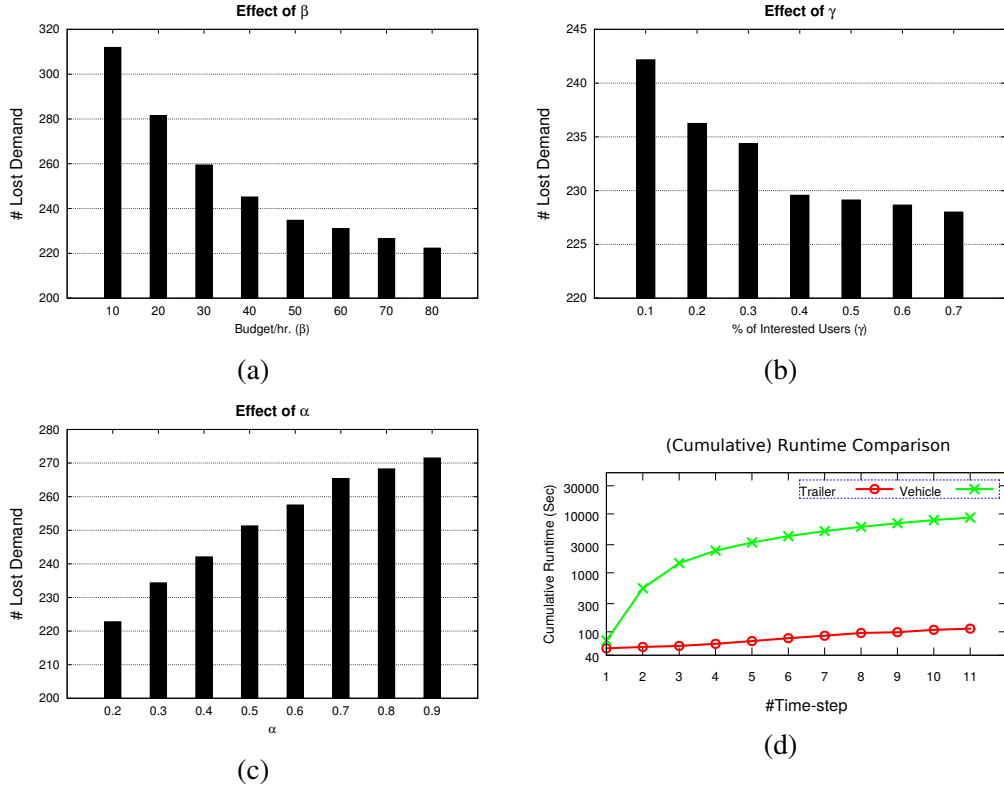 Effect of β
320
300
280
260
240
220
200
# Lost Demand
10 20 30 40 50 60 70 80
Budget/hr. (β)
(a)
Effect of γ
245
240
235
230
225
220
# Lost Demand
0.1 0.2 0.3 0.4 0.5 0.6 0.7
% of Interested Users (γ)
(b)
Effect of α
280
270
260
250
240
230
220
210
200
# Lost Demand
0.2 0.3 0.4 0.5 0.6 0.7 0.8 0.9
α
(c)
(Cumulative) Runtime Comparison
Trailer Vehicle
30000
10000
3000
1000
300
100
40
Cumulative Runtime (Sec)
1 2 3 4 5 6 7 8 9 10 11
#Time-step
(d)